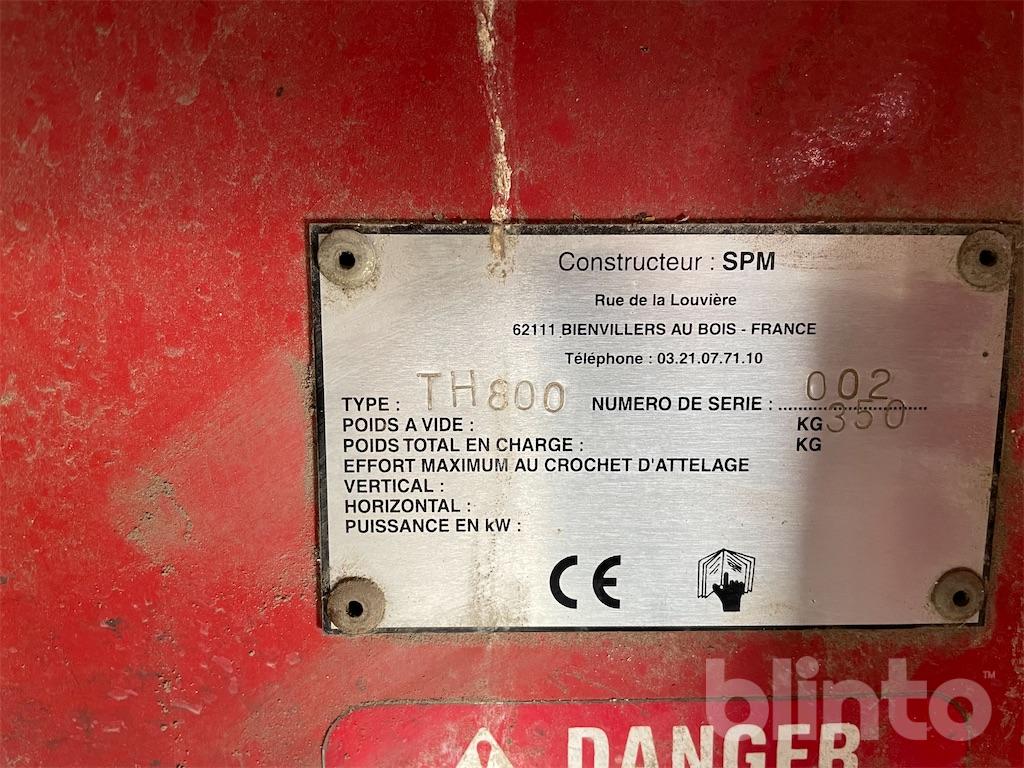 Constructeur : SPM
Rue de la Louvière
62111 BIENVILLERS AU BOIS - FRANCE
Téléphone : 03.21.07.71.10
TYPE : TH800 NUMERO DE SERIE : 002
POIDS A VIDE : KG 350
POIDS TOTAL EN CHARGE : KG
EFFORT MAXIMUM AU CROCHET D'ATTELAGE
VERTICAL :
HORIZONTAL :
PUISSANCE EN kW :
CE
blinto™
DANGER